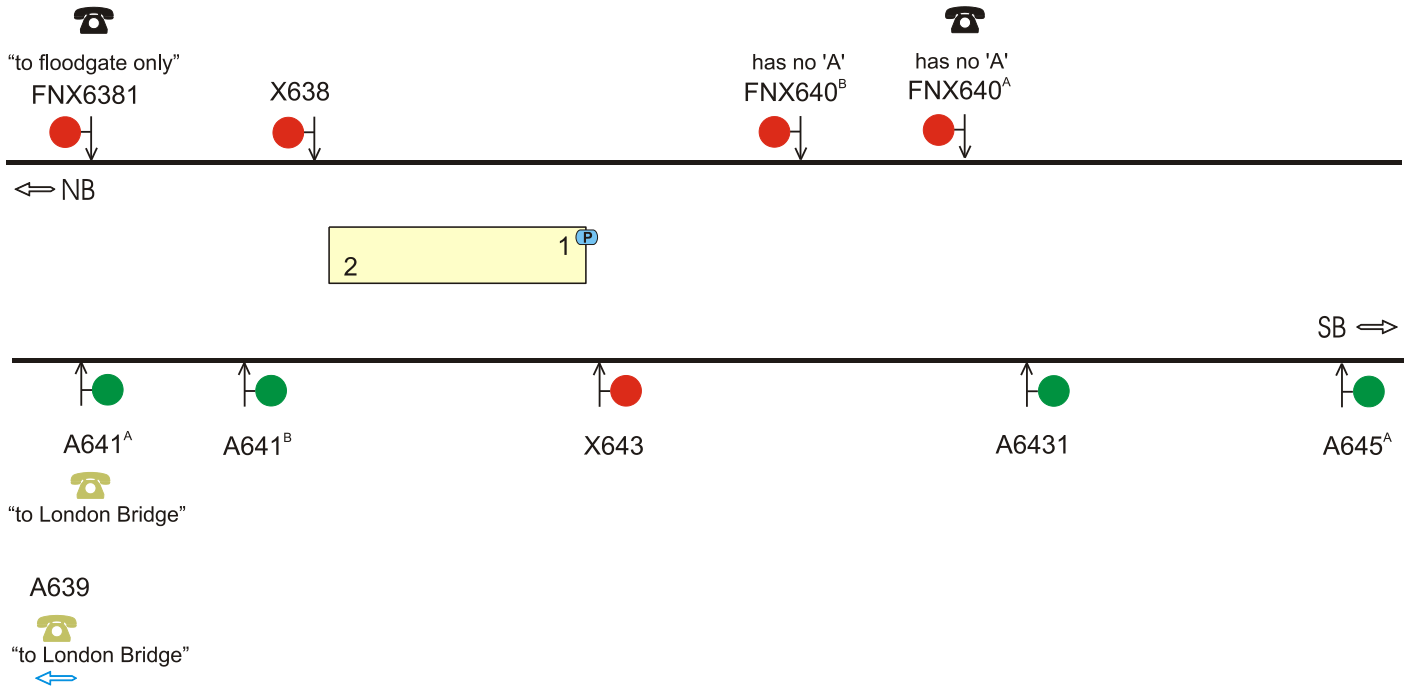 “to floodgate only”
FNX6381
X638
has no 'A'
FNX640ᴮ
has no 'A'
FNX640ᴬ
NB
1 P
2
SB
A641ᴬ
A641ᴮ
X643
A6431
A645ᴬ
“to London Bridge”
A639
“to London Bridge”